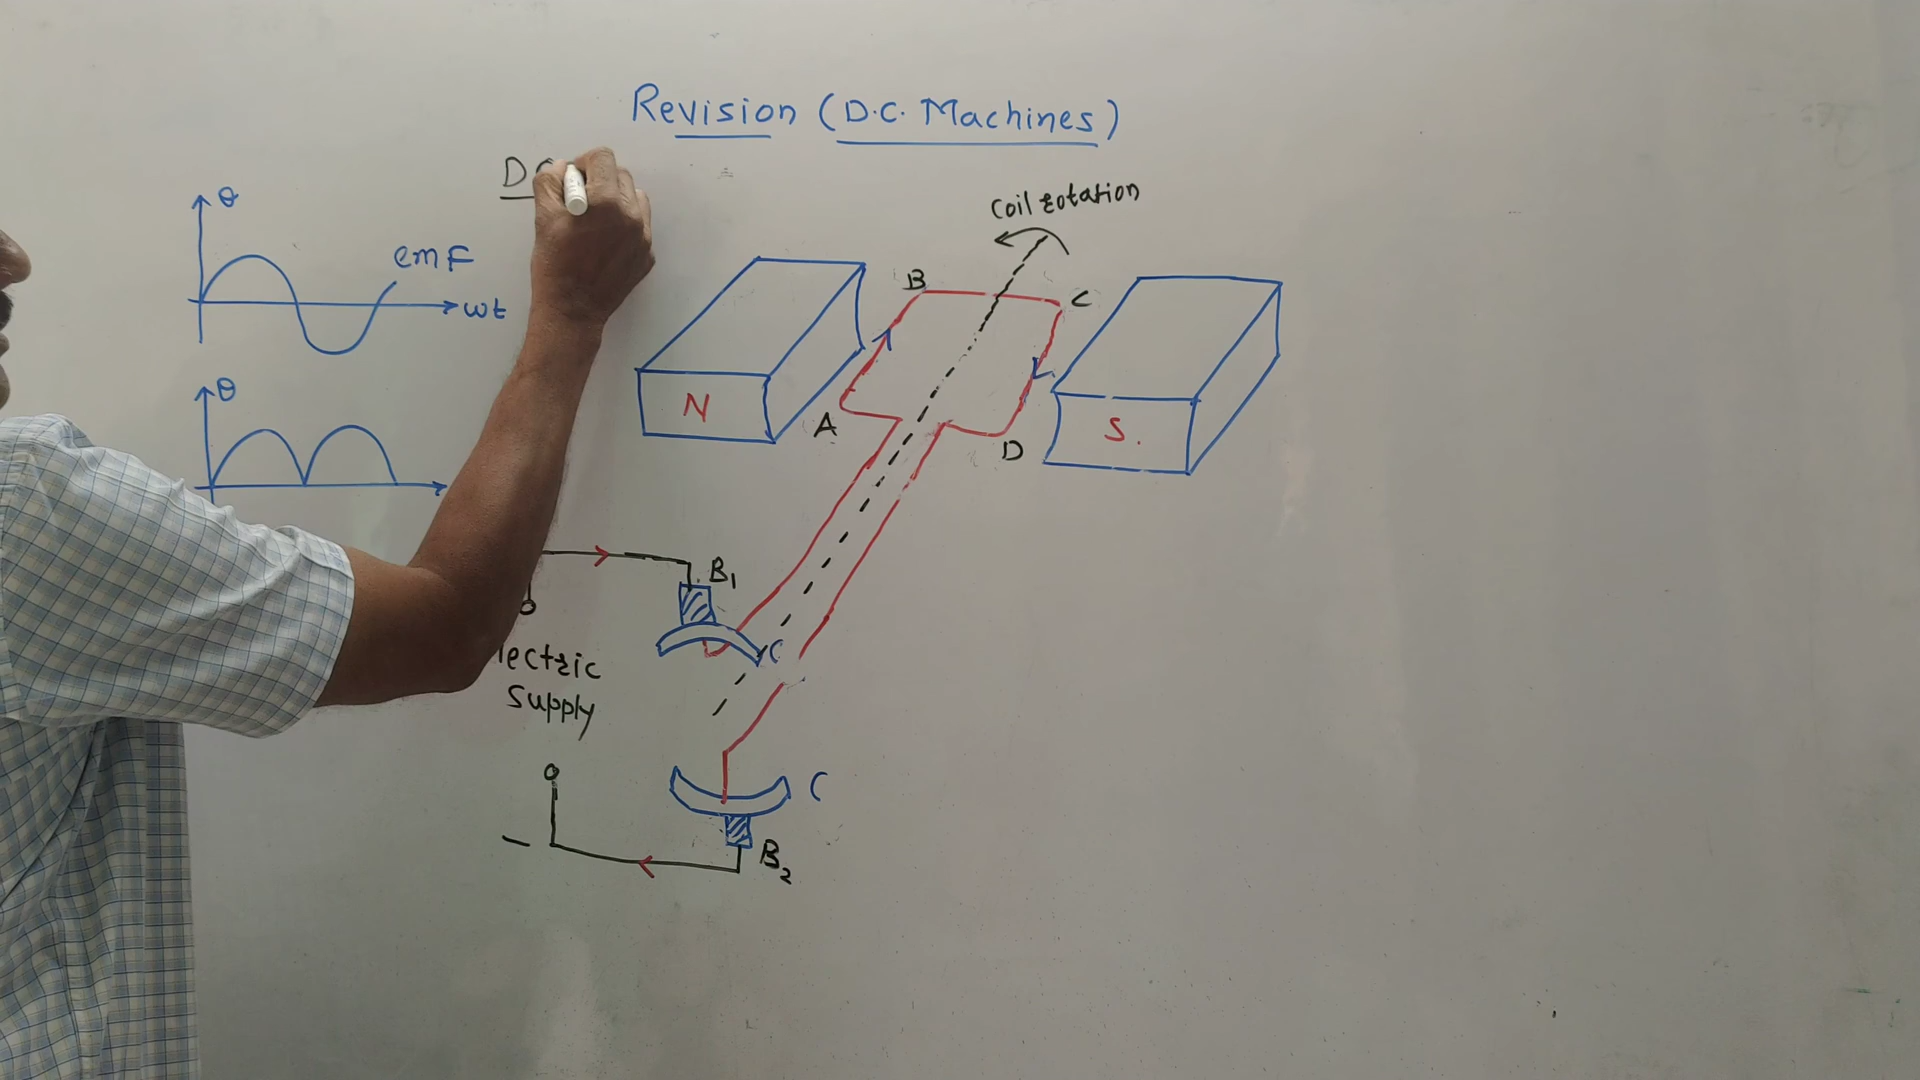 Revision (D.C. Machines)
D
Coil rotation
θ
emf
ωt
B
C
θ
N
A
S.
D
B₁
lectric
C
Supply
C
–
B₂